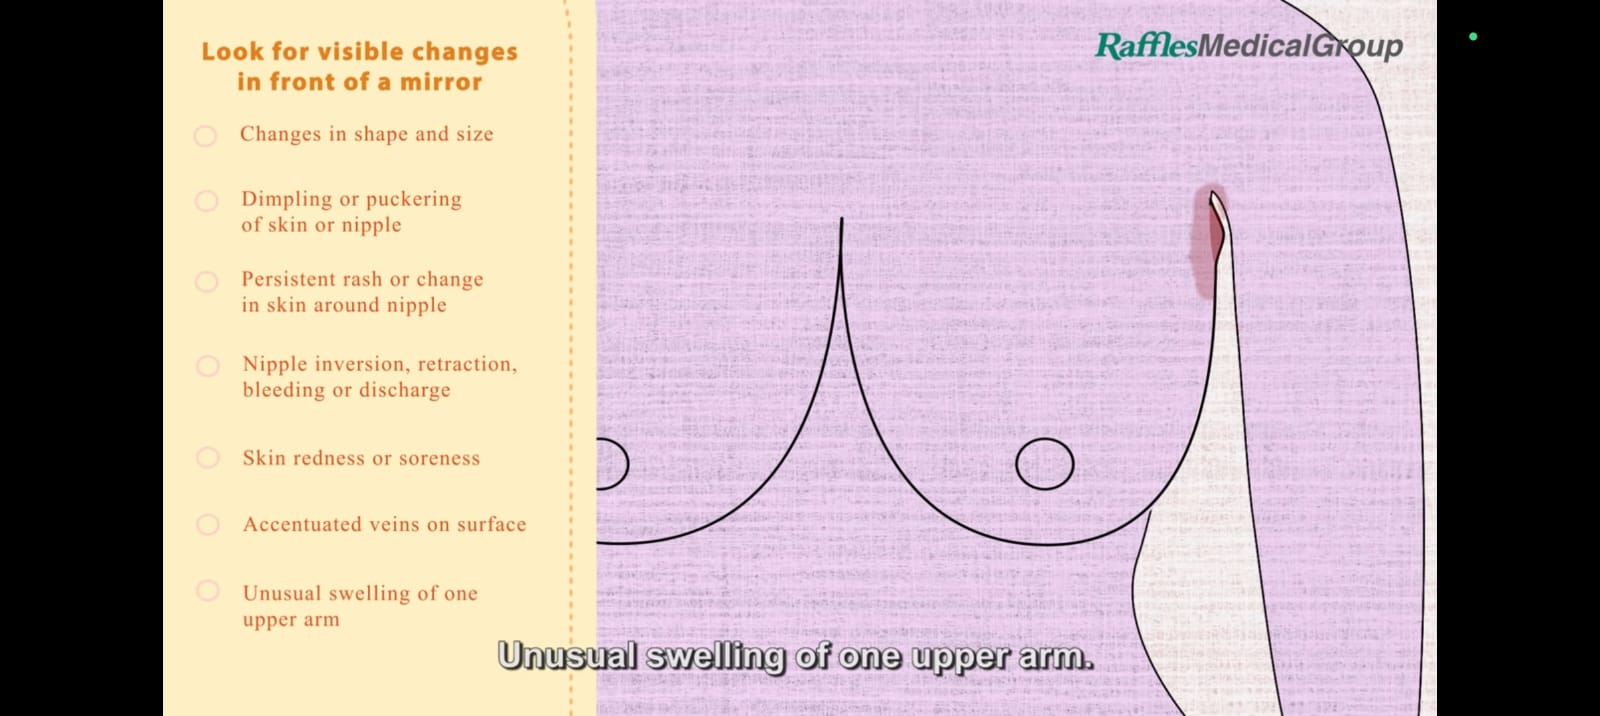 Look for visible changes
in front of a mirror
Changes in shape and size
Dimpling or puckering
of skin or nipple
Persistent rash or change
in skin around nipple
Nipple inversion, retraction,
bleeding or discharge
Skin redness or soreness
Accentuated veins on surface
Unusual swelling of one
upper arm
RafflesMedicalGroup
Unusual swelling of one upper arm.